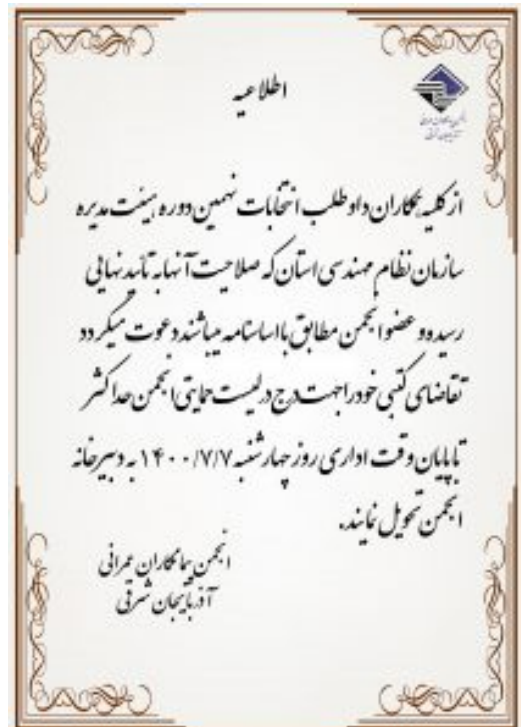 اطلاعیه
از کلیه همکاران داوطلب انتخابات نهمین دوره هیئت مدیره
سازمان نظام مهندسی استان که صلاحیت آنها به تائید نهایی
رسیده و عضو انجمن مطابق با اساسنامه میباشند دعوت میگردد
تقاضای کتبی خود را جهت درج در لیست حمایتی انجمن حداکثر
تا پایان وقت اداری روز چهارشنبه ۱۴۰۰/۷/۷ به دبیرخانه
انجمن تحویل نمایند.
انجمن پیمانکاران عمرانی
آذربایجان شرقی